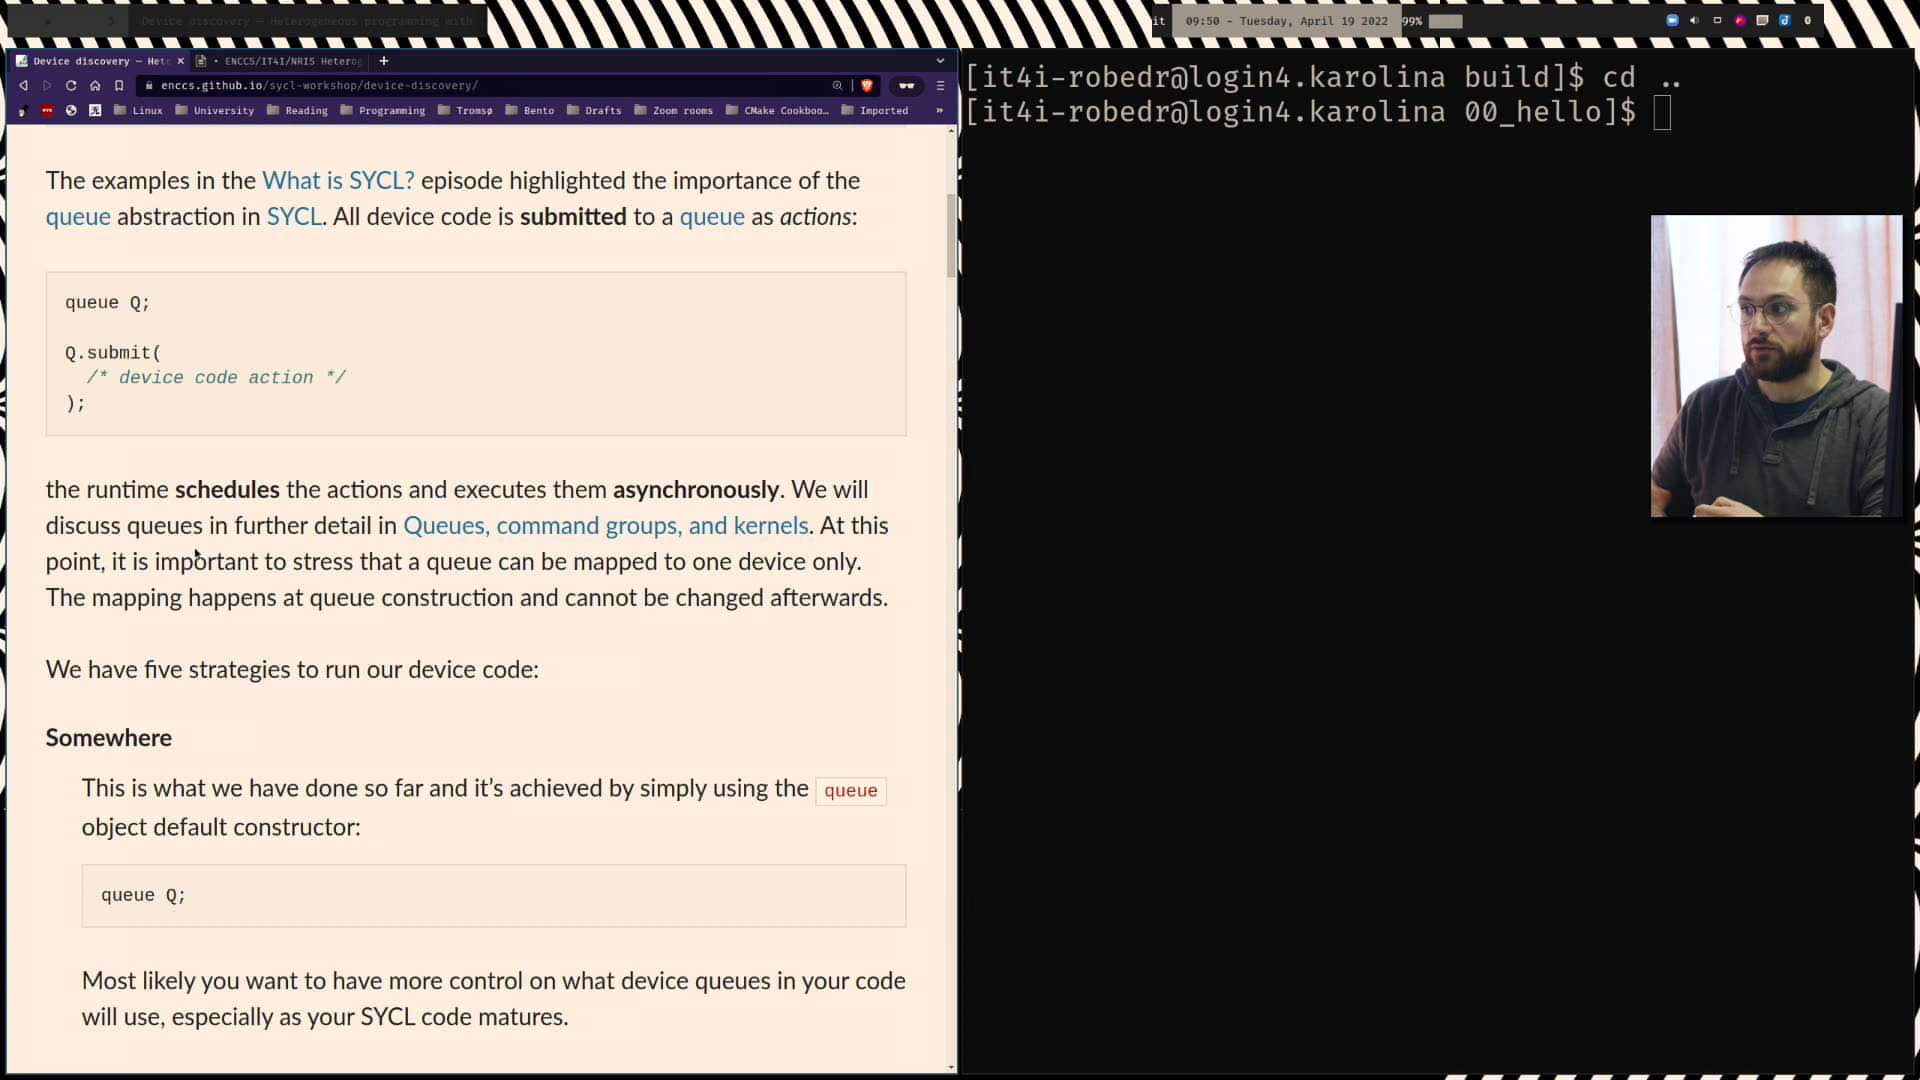 Device discovery — Heterogeneous programming with
it
09:50 – Tuesday, April 19 2022
99%
Device discovery — Het
• ENCCS/IT4I/NRIS Heterog
enccs.github.io/sycl-workshop/device-discovery/
Linux University Reading Programming Tromsø Bento Drafts Zoom rooms CMake Cookboo… Imported »
The examples in the What is SYCL? episode highlighted the importance of the
queue abstraction in SYCL. All device code is submitted to a queue as actions:
queue Q;
Q.submit(
/* device code action */
);
the runtime schedules the actions and executes them asynchronously. We will
discuss queues in further detail in Queues, command groups, and kernels. At this
point, it is important to stress that a queue can be mapped to one device only.
The mapping happens at queue construction and cannot be changed afterwards.
We have five strategies to run our device code:
Somewhere
This is what we have done so far and it's achieved by simply using the queue
object default constructor:
queue Q;
Most likely you want to have more control on what device queues in your code
will use, especially as your SYCL code matures.
[it4i-robedr@login4.karolina build]$ cd ..
[it4i-robedr@login4.karolina 00_hello]$